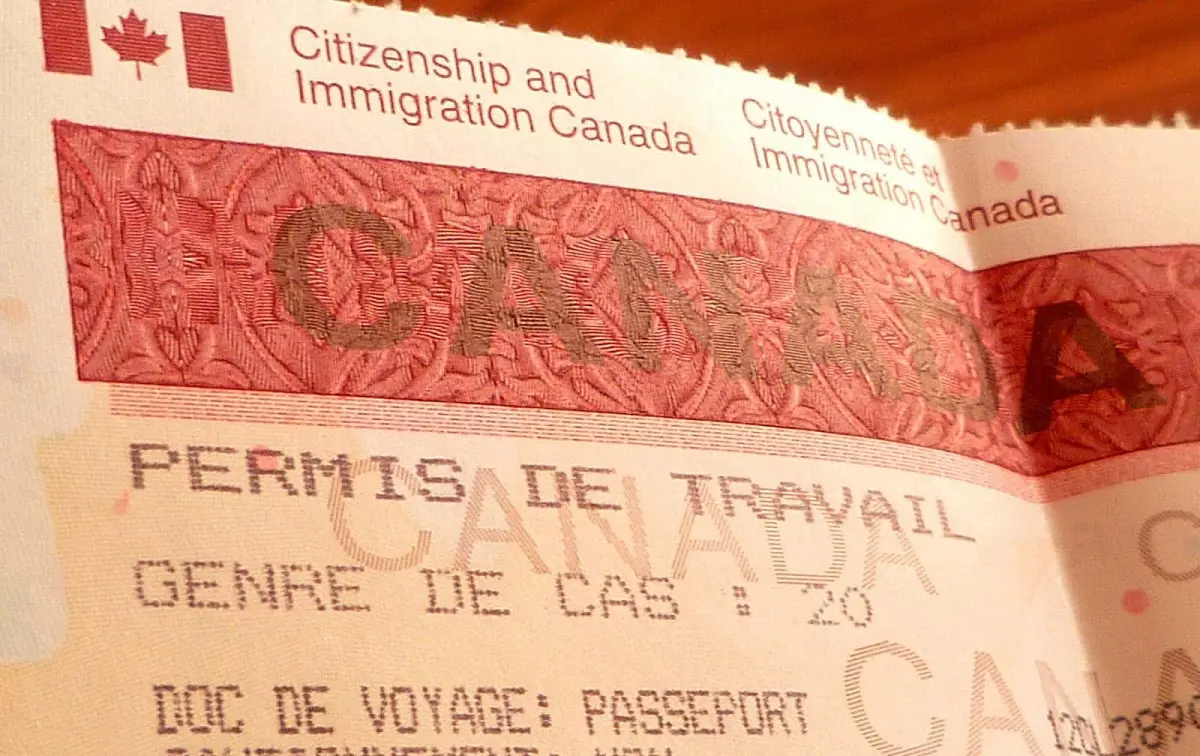 Citizenship and
Immigration Canada
Citoyenneté et
Immigration Canada
CANADA
PERMIS DE TRAVAIL
CANADA
GENRE DE CAS : 20
DOC DE VOYAGE: PASSEPORT